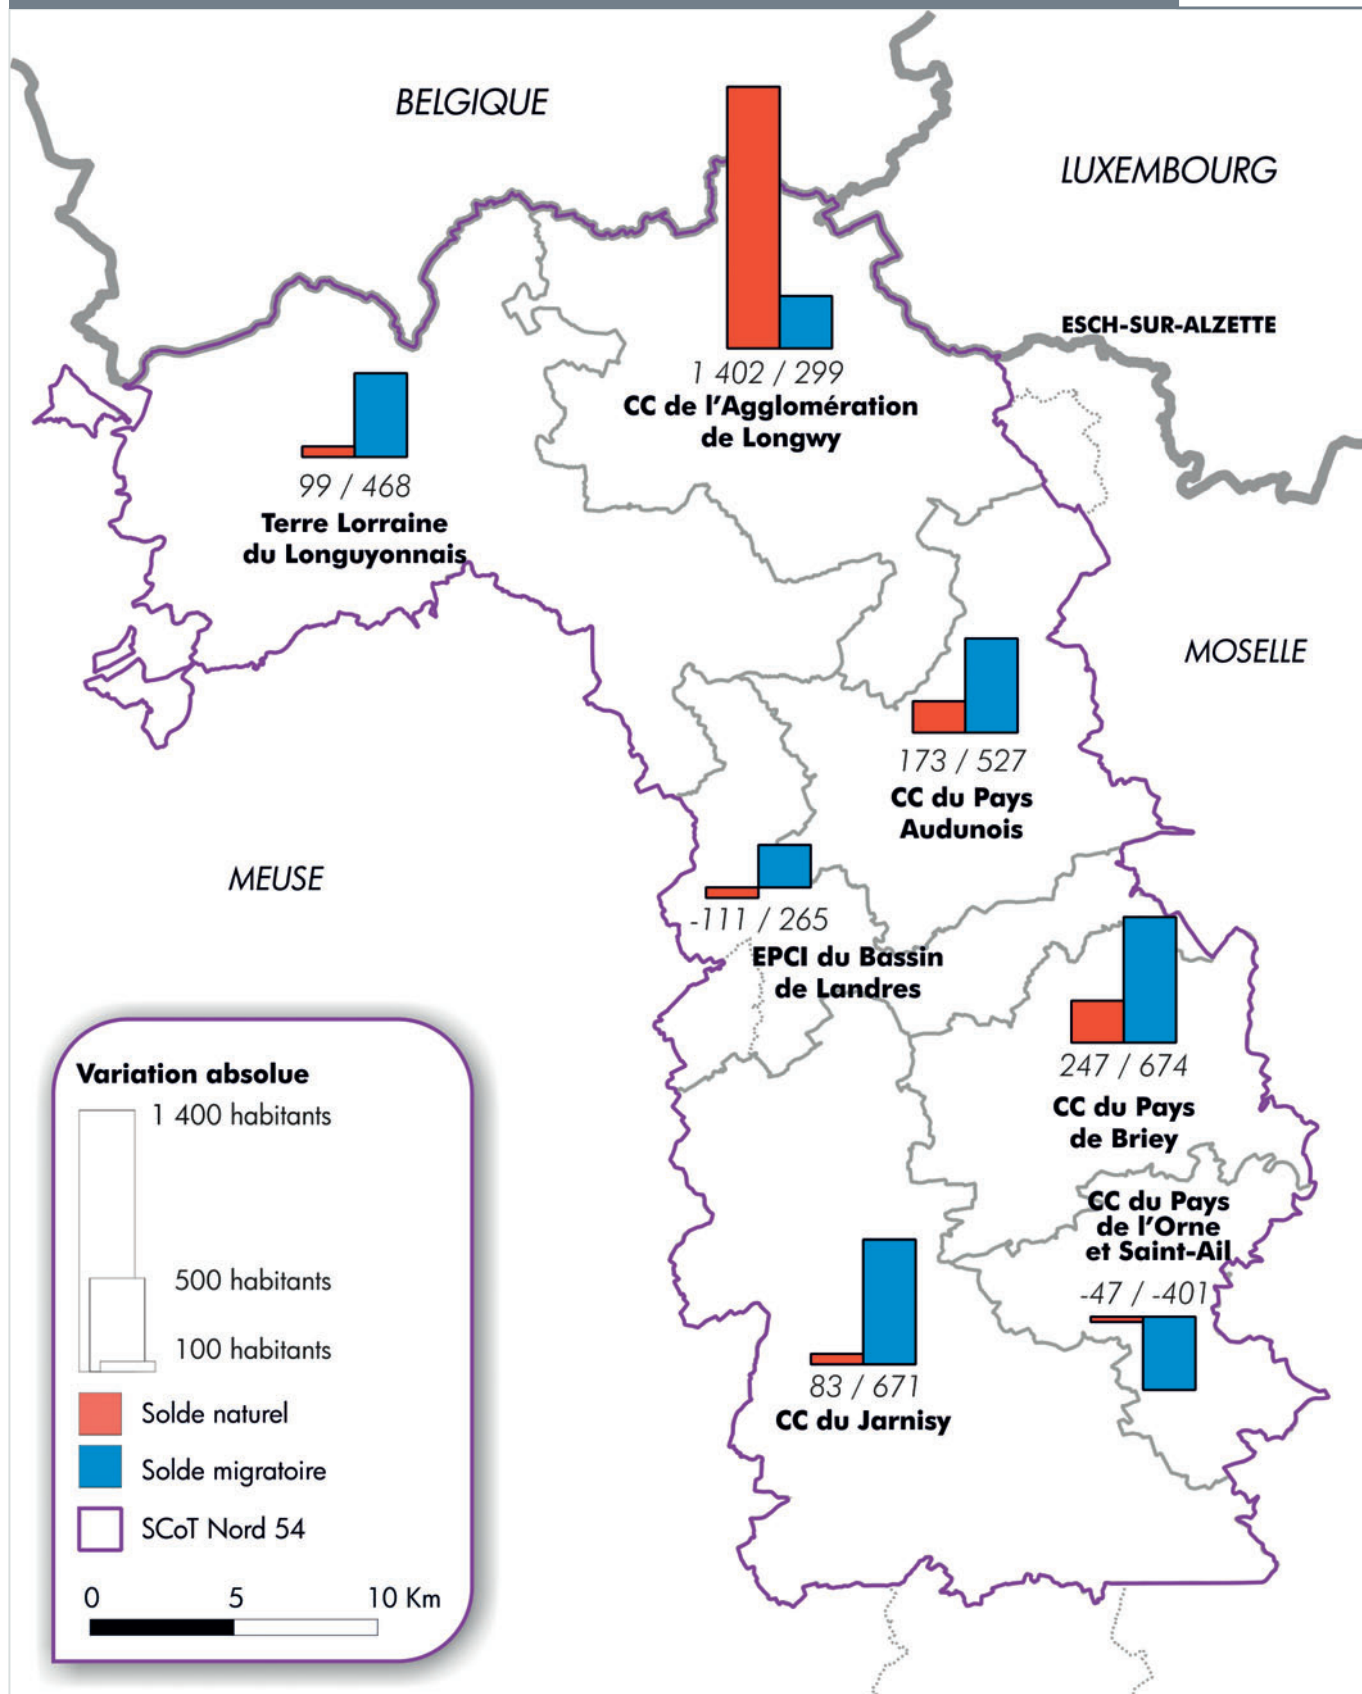 BELGIQUE
LUXEMBOURG
ESCH-SUR-ALZETTE
1 402 / 299
CC de l'Agglomération
de Longwy
99 / 468
Terre Lorraine
du Longuyonnais
MOSELLE
173 / 527
CC du Pays
Audunois
MEUSE
-111 / 265
EPCI du Bassin
de Landres
247 / 674
CC du Pays
de Briey
CC du Pays
de l'Orne
et Saint-Ail
-47 / -401
83 / 671
CC du Jarnisy
Variation absolue
1 400 habitants
500 habitants
100 habitants
Solde naturel
Solde migratoire
SCoT Nord 54
0 5 10 Km